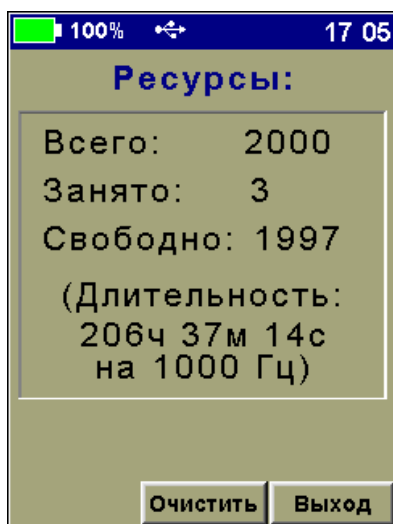 100% 17 05
Ресурсы:
Всего: 2000
Занято: 3
Свободно: 1997
(Длительность:
206ч 37м 14с
на 1000 Гц)
Очистить Выход